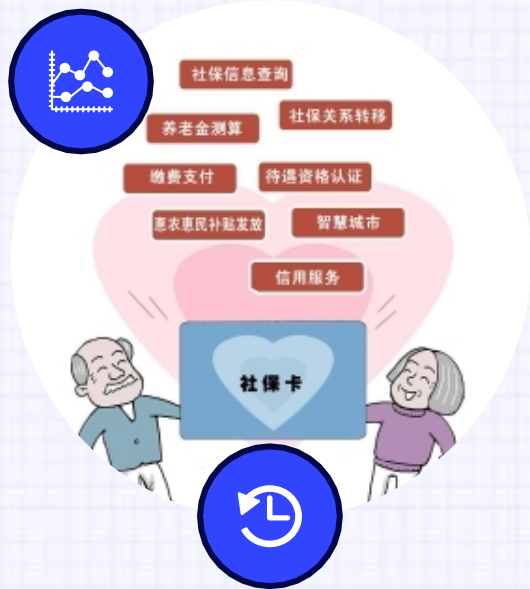 社保信息查询
社保关系转移
养老金测算
缴费支付
待遇资格认证
惠农惠民补贴发放
智慧城市
信用服务
社保卡